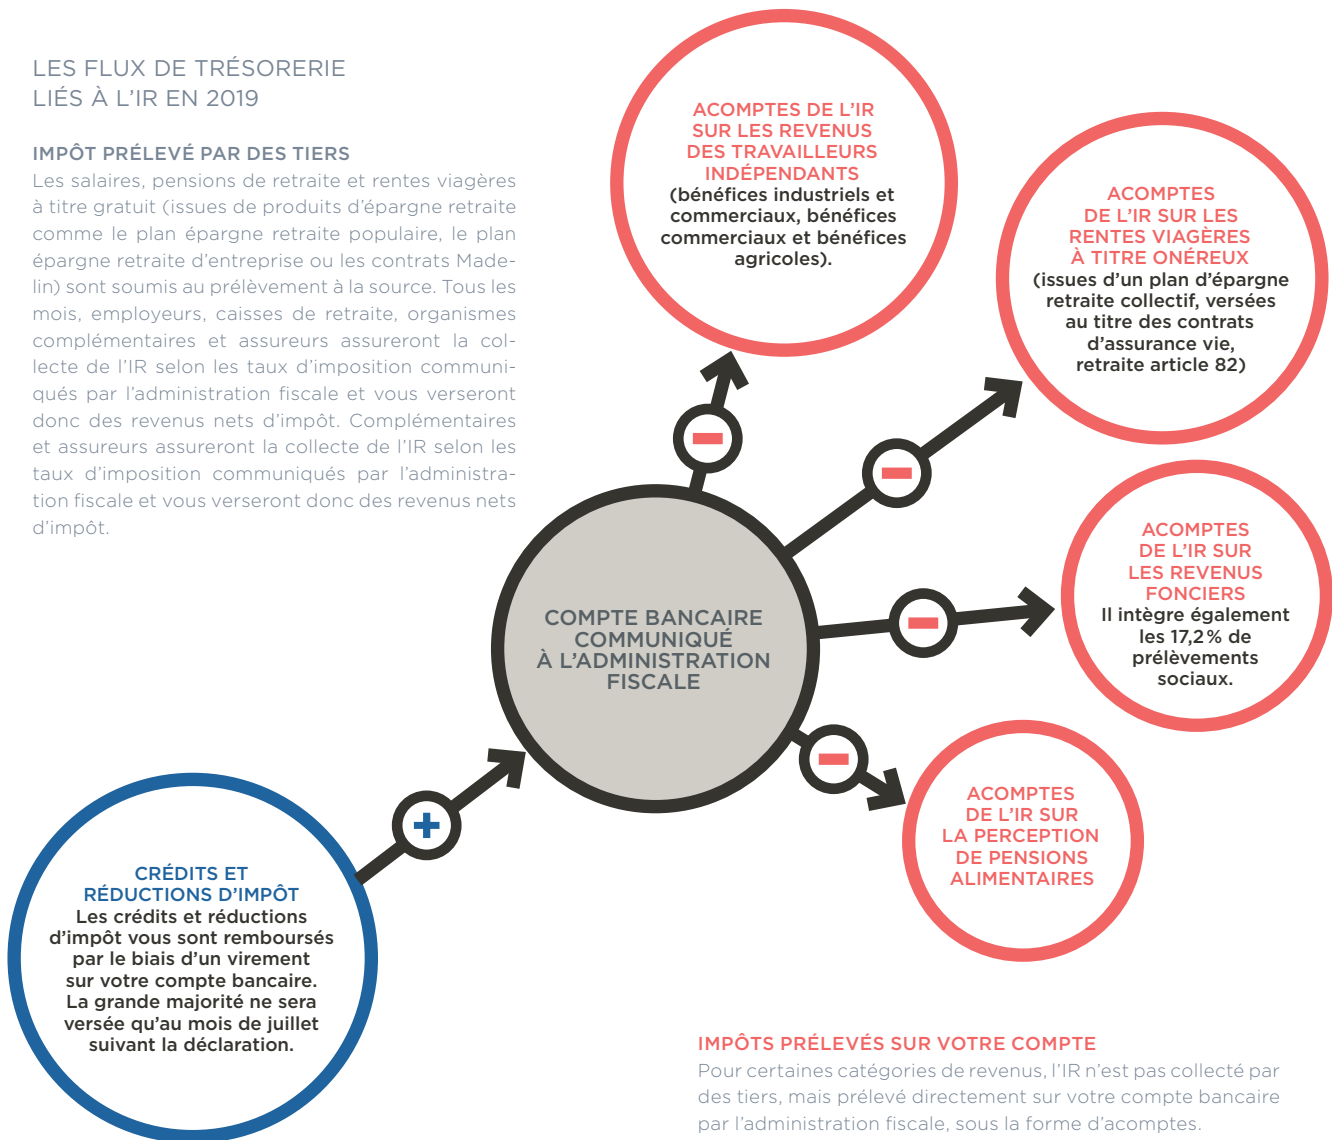 LES FLUX DE TRÉSORERIE
LIÉS À L’IR EN 2019
IMPÔT PRÉLEVÉ PAR DES TIERS
Les salaires, pensions de retraite et rentes viagères
à titre gratuit (issues de produits d’épargne retraite
comme le plan épargne retraite populaire, le plan
épargne retraite d’entreprise ou les contrats Made-
lin) sont soumis au prélèvement à la source. Tous les
mois, employeurs, caisses de retraite, organismes
complémentaires et assureurs assureront la col-
lecte de l’IR selon les taux d’imposition communi-
qués par l’administration fiscale et vous verseront
donc des revenus nets d’impôt. Complémentaires
et assureurs assureront la collecte de l’IR selon les
taux d’imposition communiqués par l’administra-
tion fiscale et vous verseront donc des revenus nets
d’impôt.
ACOMPTES DE L’IR
SUR LES REVENUS
DES TRAVAILLEURS
INDÉPENDANTS
(bénéfices industriels et
commerciaux, bénéfices
commerciaux et bénéfices
agricoles).
ACOMPTES
DE L’IR SUR LES
RENTES VIAGÈRES
À TITRE ONÉREUX
(issues d’un plan d’épargne
retraite collectif, versées
au titre des contrats
d’assurance vie,
retraite article 82)
ACOMPTES
DE L’IR SUR
LES REVENUS
FONCIERS
Il intègre également
les 17,2 % de
prélèvements
sociaux.
COMPTE BANCAIRE
COMMUNIQUÉ
À L’ADMINISTRATION
FISCALE
ACOMPTES
DE L’IR SUR
LA PERCEPTION
DE PENSIONS
ALIMENTAIRES
CRÉDITS ET
RÉDUCTIONS D’IMPÔT
Les crédits et réductions
d’impôt vous sont remboursés
par le biais d’un virement
sur votre compte bancaire.
La grande majorité ne sera
versée qu’au mois de juillet
suivant la déclaration.
IMPÔTS PRÉLEVÉS SUR VOTRE COMPTE
Pour certaines catégories de revenus, l’IR n’est pas collecté par
des tiers, mais prélevé directement sur votre compte bancaire
par l’administration fiscale, sous la forme d’acomptes.